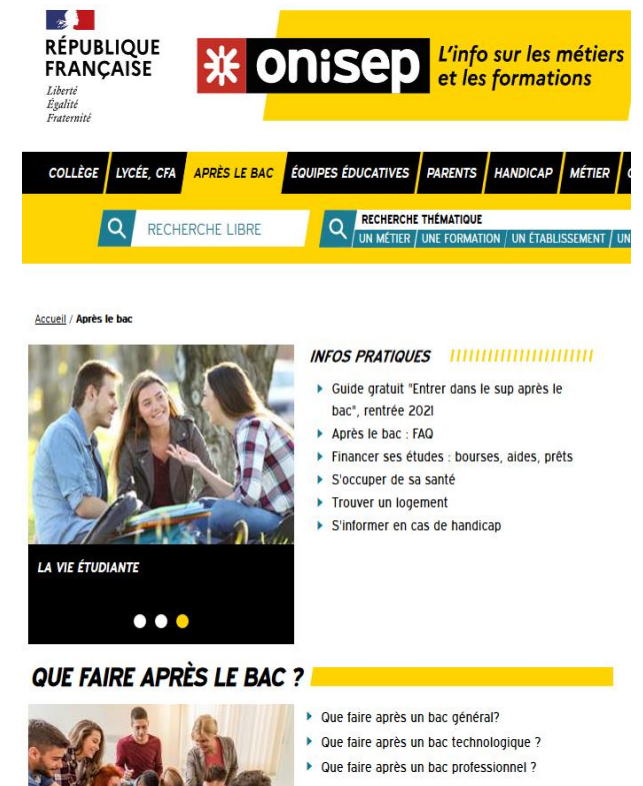 RÉPUBLIQUE
FRANÇAISE
Liberté
Égalité
Fraternité
onisep
L'info sur les métiers
et les formations
COLLÈGE
LYCÉE, CFA
APRÈS LE BAC
ÉQUIPES ÉDUCATIVES
PARENTS
HANDICAP
MÉTIER
RECHERCHE LIBRE
RECHERCHE THÉMATIQUE
UN MÉTIER / UNE FORMATION / UN ÉTABLISSEMENT / UN
Accueil / Après le bac
INFOS PRATIQUES
Guide gratuit "Entrer dans le sup après le
bac", rentrée 2021
Après le bac : FAQ
Financer ses études : bourses, aides, prêts
S'occuper de sa santé
Trouver un logement
S'informer en cas de handicap
LA VIE ÉTUDIANTE
QUE FAIRE APRÈS LE BAC ?
Que faire après un bac général?
Que faire après un bac technologique ?
Que faire après un bac professionnel ?